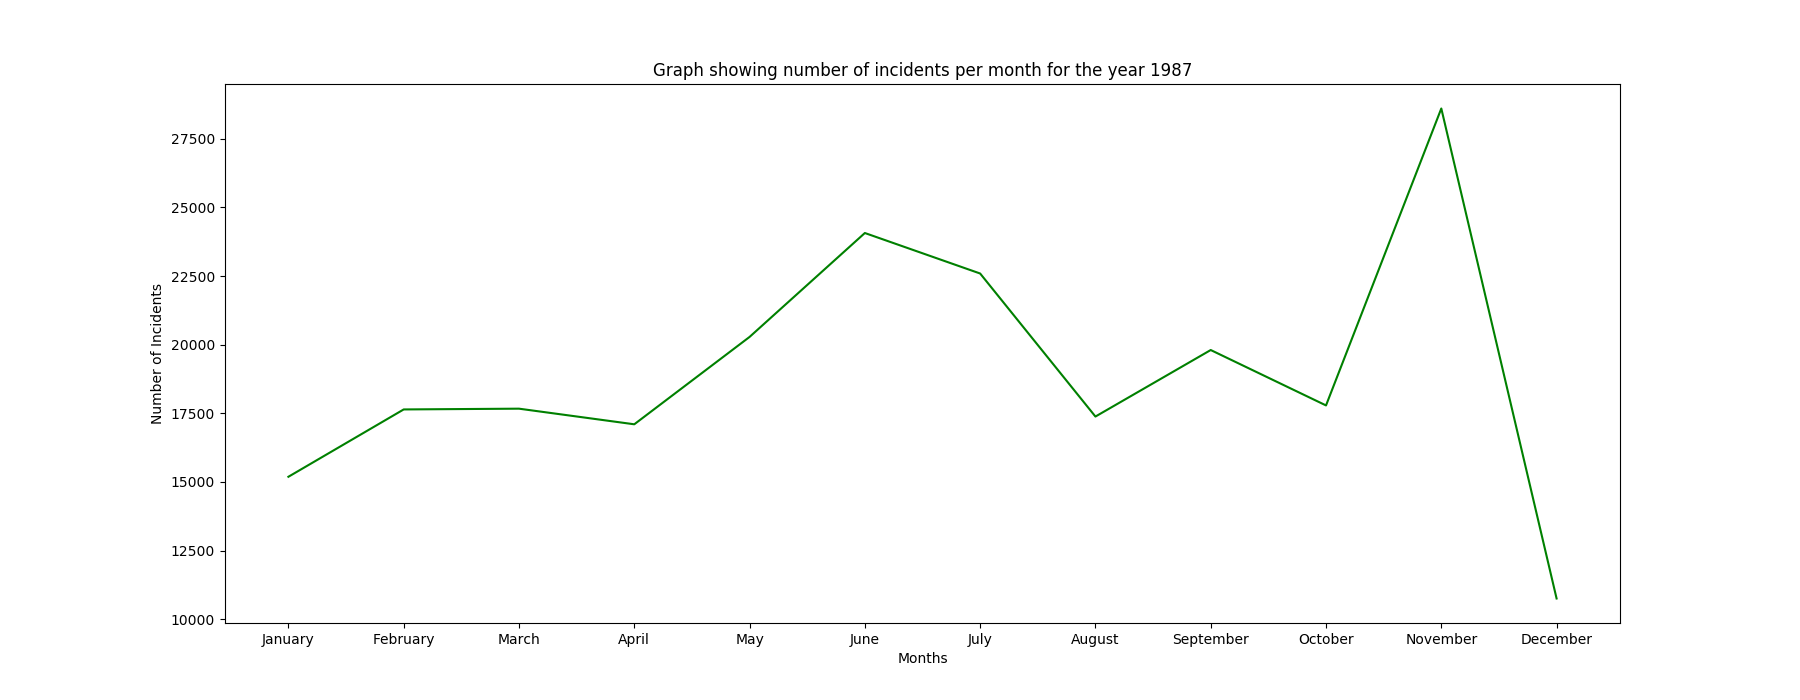 Graph showing number of incidents per month for the year 1987
Number of Incidents
27500
25000
22500
20000
17500
15000
12500
10000
January February March April May June July August September October November December
Months